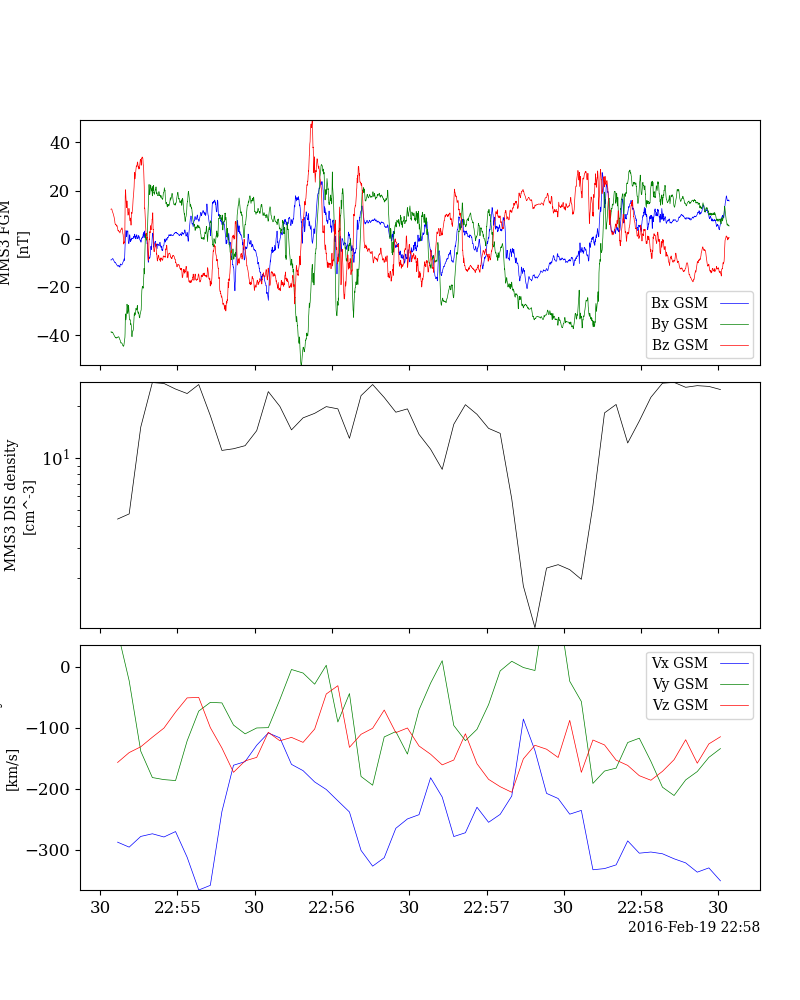 40
20
0
−20
−40
MMS3 FGM
[nT]
Bx GSM
By GSM
Bz GSM
10^1
MMS3 DIS density
[cm^-3]
0
−100
−200
−300
[km/s]
Vx GSM
Vy GSM
Vz GSM
30 22:55 30 22:56 30 22:57 30 22:58 30
2016-Feb-19 22:58